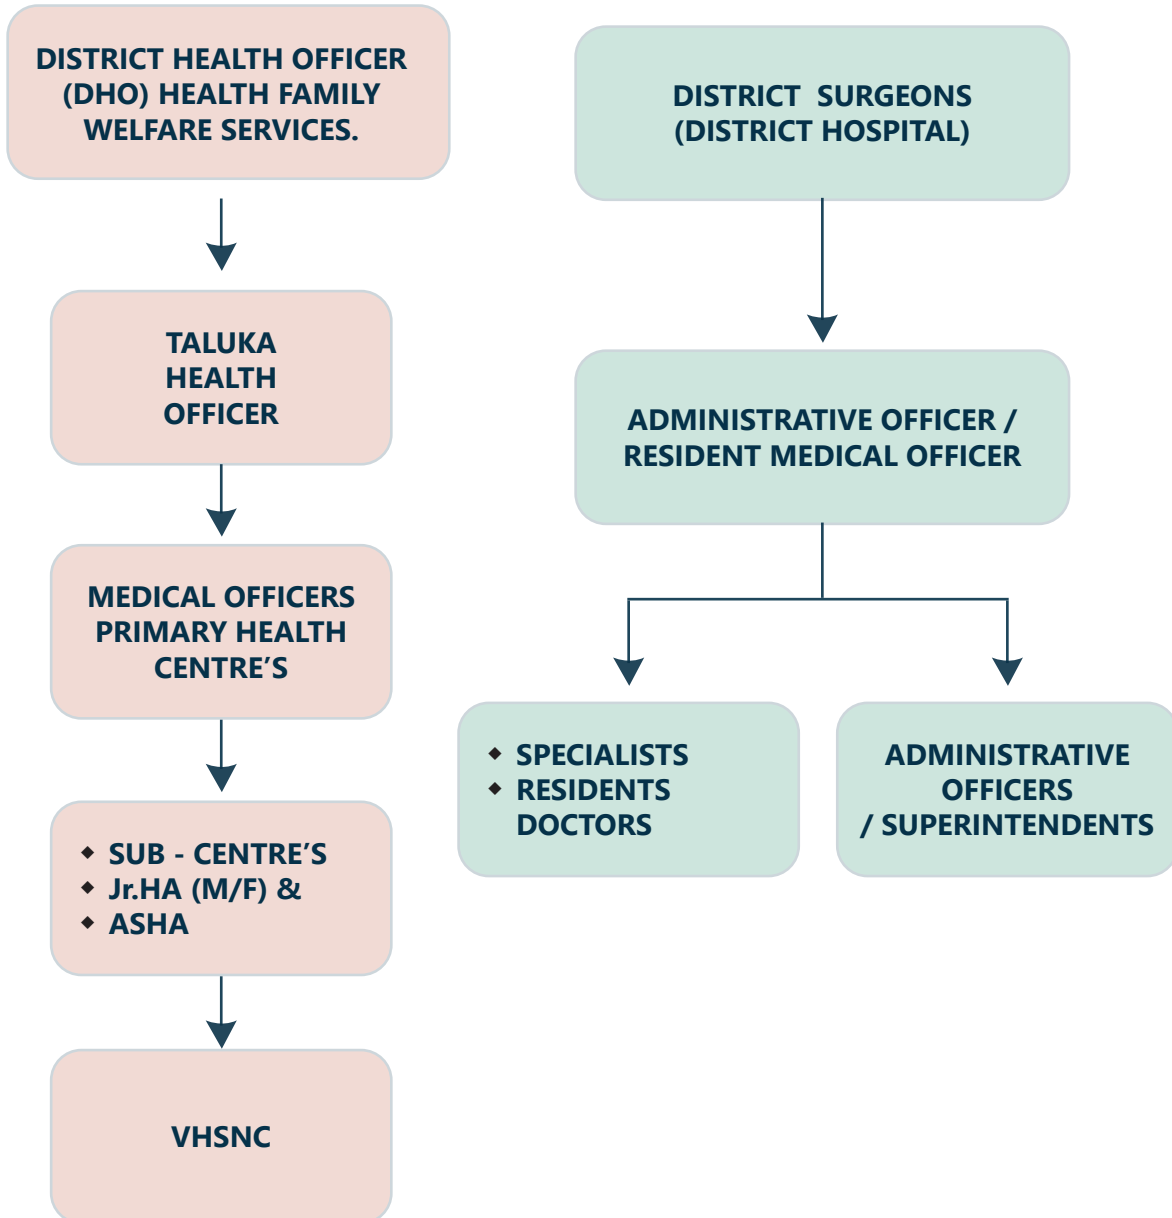 DISTRICT HEALTH OFFICER
(DHO) HEALTH FAMILY
WELFARE SERVICES.
TALUKA
HEALTH
OFFICER
MEDICAL OFFICERS
PRIMARY HEALTH
CENTRE’S
◆ SUB - CENTRE’S
◆ Jr.HA (M/F) &
◆ ASHA
VHSNC
DISTRICT SURGEONS
(DISTRICT HOSPITAL)
ADMINISTRATIVE OFFICER /
RESIDENT MEDICAL OFFICER
◆ SPECIALISTS
◆ RESIDENTS
DOCTORS
ADMINISTRATIVE
OFFICERS
/ SUPERINTENDENTS